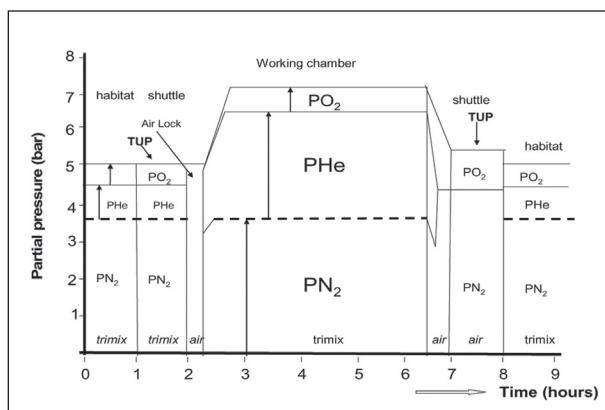 Working chamber
habitat shuttle
Air Lock
TUP
shuttle
TUP
habitat
PO2
PO2
PO2
PO2
PHe
PHe
PHe
PHe
PN2
PN2
PN2
PN2
PN2
trimix
trimix
air
trimix
air
air
trimix
Partial pressure (bar)
8
7
6
5
4
3
2
1
0 1 2 3 4 5 6 7 8 9
Time (hours)